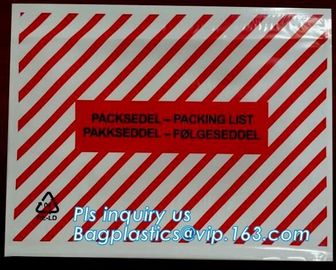 PACKSEDEL – PACKING LIST
PAKKSEDDEL – FØLGESEDDEL
Pls inquiry us
Bagplastics@vip.163.com